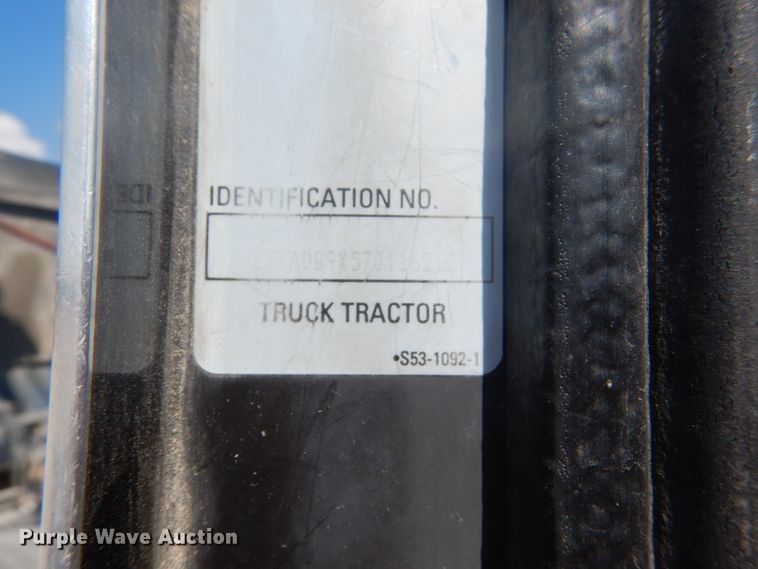 IDENTIFICATION NO.
TRUCK TRACTOR
•S53-1092-1
Purple Wave Auction®